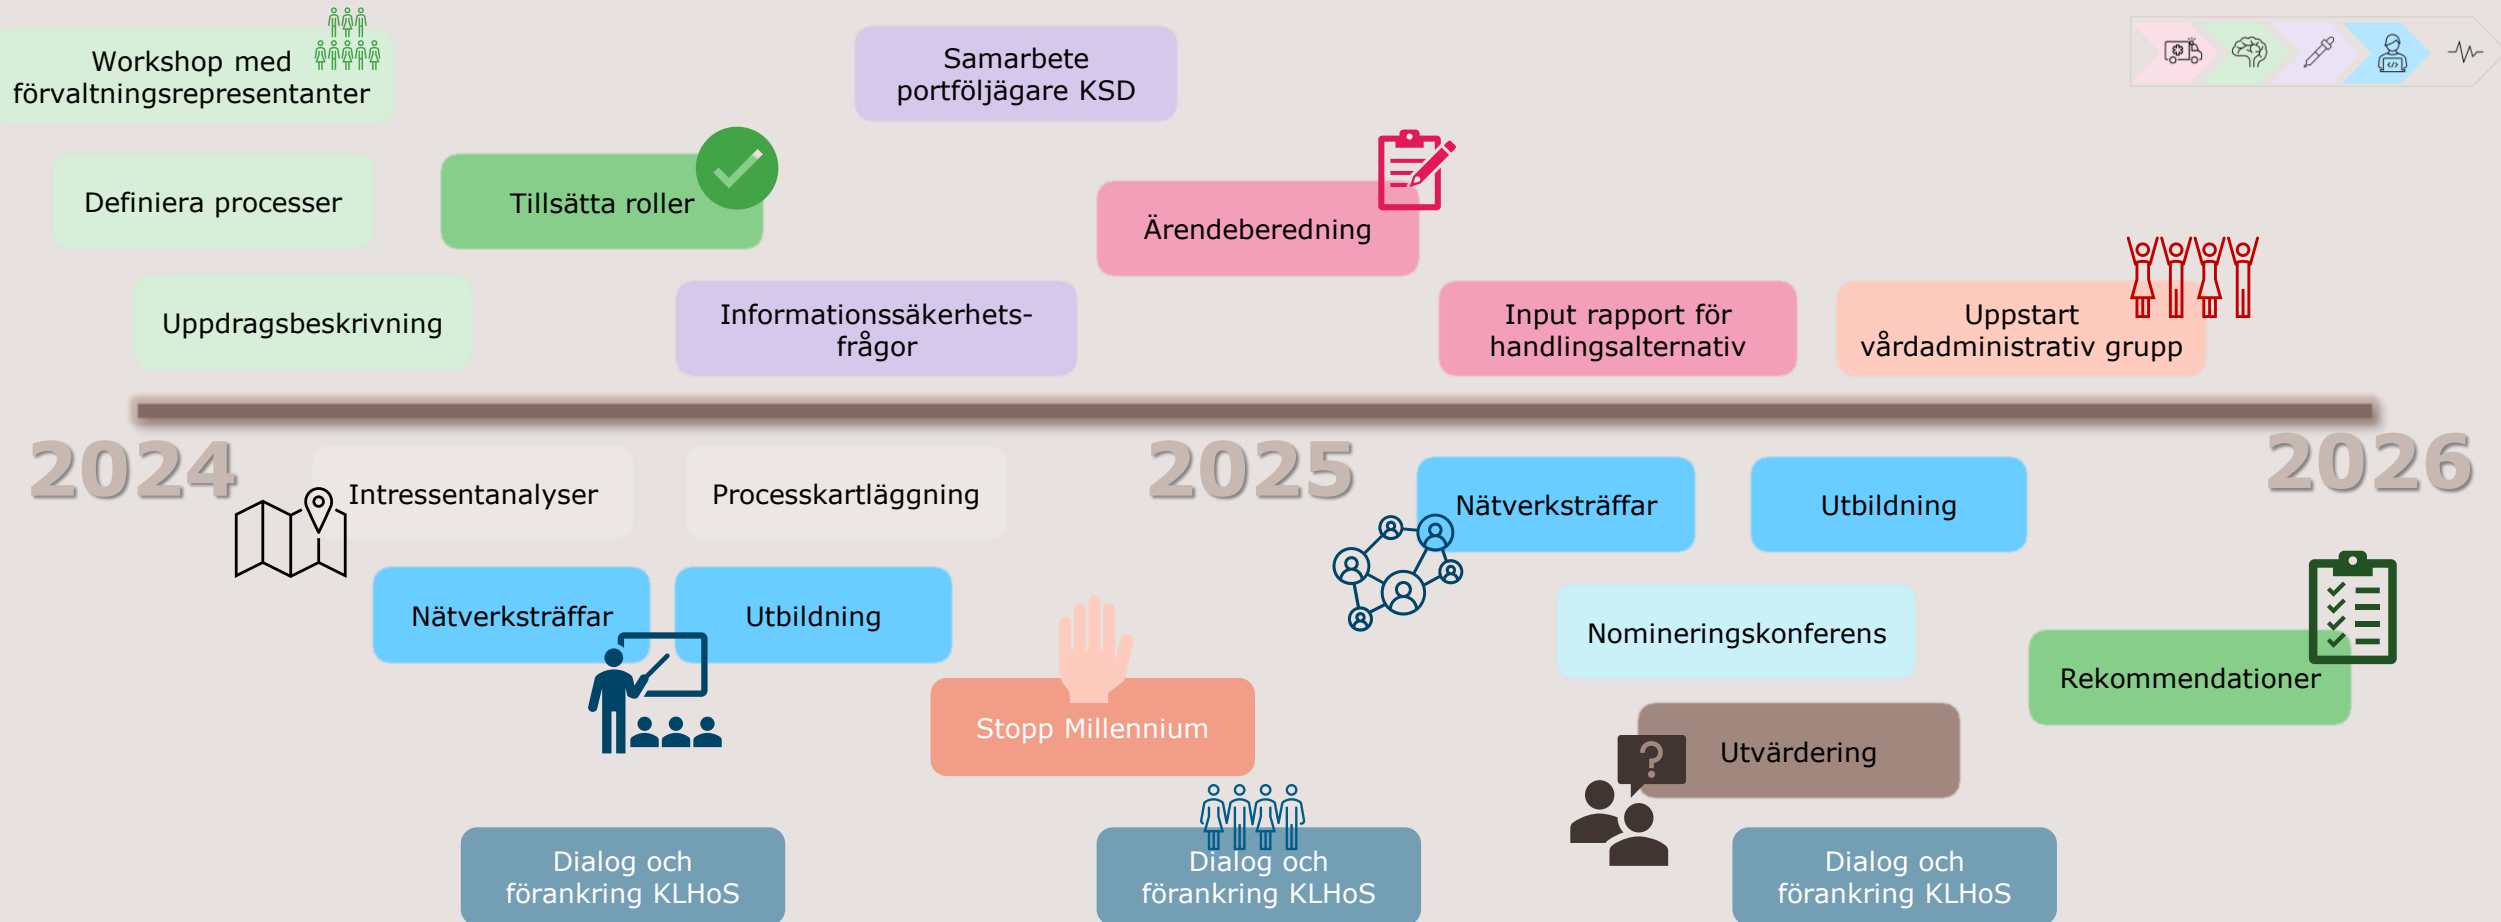 Workshop med
förvaltningsrepresentanter
Samarbete
portföljägare KSD
Definiera processer
Tillsätta roller
Ärendeberedning
Uppdragsbeskrivning
Informationssäkerhets-
frågor
Input rapport för
handlingsalternativ
Uppstart
vårdadministrativ grupp
2024
2025
2026
Intressentanalyser
Processkartläggning
Nätverksträffar
Utbildning
Nätverksträffar
Utbildning
Nomineringskonferens
Rekommendationer
Stopp Millennium
?
Utvärdering
Dialog och
förankring KLHoS
Dialog och
förankring KLHoS
Dialog och
förankring KLHoS